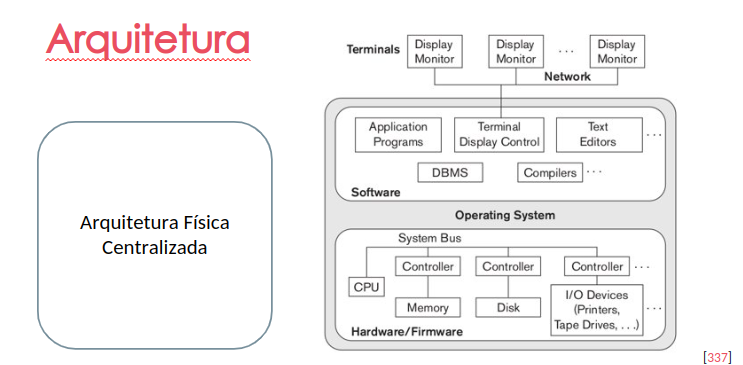 Arquitetura
Arquitetura Física
Centralizada
Terminals
Display
Monitor
Display
Monitor
...
Display
Monitor
Network
Application
Programs
Terminal
Display Control
Text
Editors
...
DBMS
Compilers
...
Software
Operating System
System Bus
Controller
Controller
Controller
...
CPU
Memory
Disk
I/O Devices
(Printers,
Tape Drives, . . .)
...
Hardware/Firmware
[337]